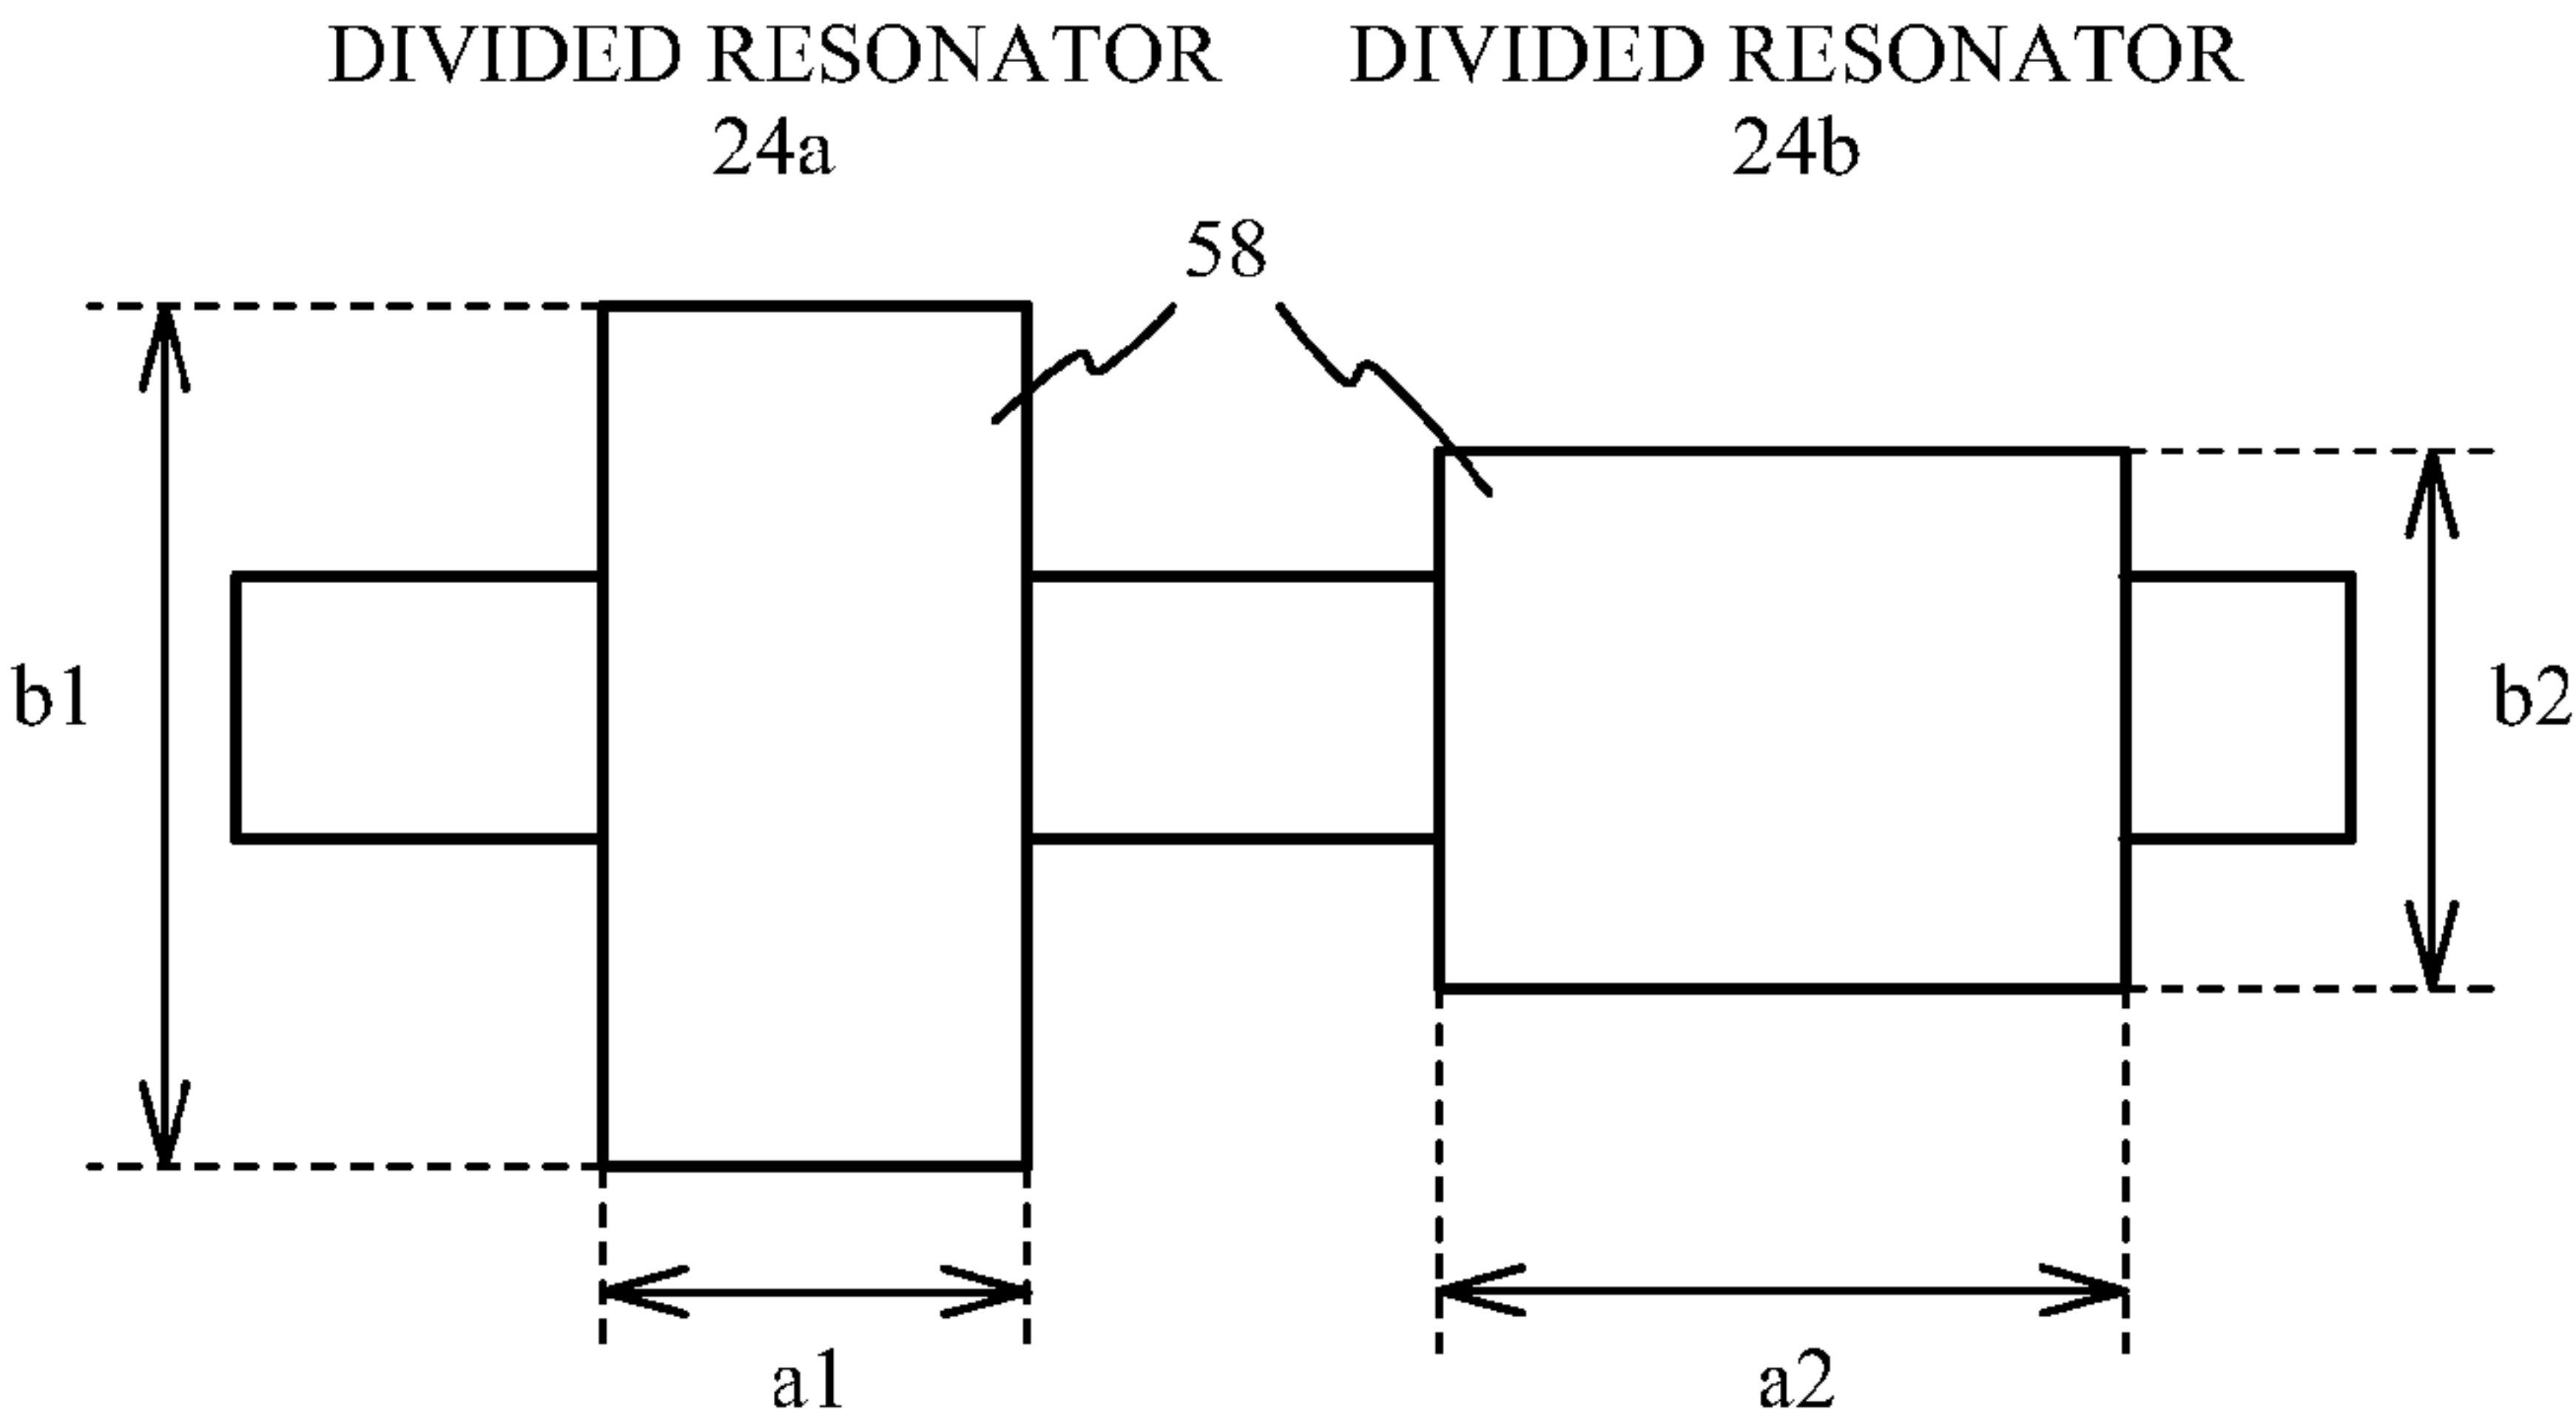 DIVIDED RESONATOR
24a
DIVIDED RESONATOR
24b
58
b1
b2
a1
a2